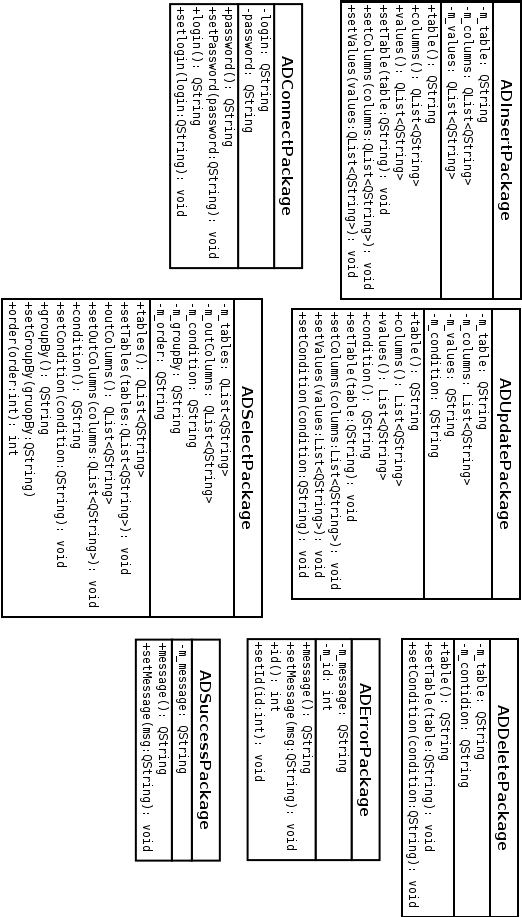 ADInsertPackage
-m_table: QString
-m_columns: QList<QString>
-m_values: QList<QString>
+table(): QString
+columns(): QList<QString>
+values(): QList<QString>
+setTable(table:QString): void
+setColumns(columns:QList<QString>): void
+setValues(values:QList<QString>): void
ADUpdatePackage
-m_table: QString
-m_columns: List<QString>
-m_values: QString
-m_condition: QString
+table(): QString
+columns(): List<QString>
+values(): List<QString>
+condition(): QString
+setTable(table:QString): void
+setColumns(columns:List<QString>): void
+setValues(values:List<QString>): void
+setCondition(condition:QString): void
ADDeletePackage
-m_table: QString
-m_contidion: QString
+table(): QString
+setTable(table:QString): void
+setCondition(condition:QString): void
ADConnectPackage
-login: QString
-password: QString
+password(): QString
+setPassword(password:QString): void
+login(): QString
+setlogin(login:QString): void
ADSelectPackage
-m_tables: QList<QString>
-m_outColumns: QList<QString>
-m_condition: QString
-m_groupBy: QString
-m_order: QString
+tables(): QList<QString>
+setTables(tables:QList<QString>): void
+outColumns(): QList<QString>
+setOutColumns(columns:QList<QString>): void
+condition(): QString
+setCondition(condition:QString): void
+groupBy(): QString
+setGroupBy(gruopBy:QString)
+order(order:int): int
ADErrorPackage
-m_message: QString
-m_id: int
+message(): QString
+setMessage(msg:QString): void
+id(): int
+setId(id:int): void
ADSuccessPackage
-m_message: QString
+message(): QString
+setMessage(msg:QString): void